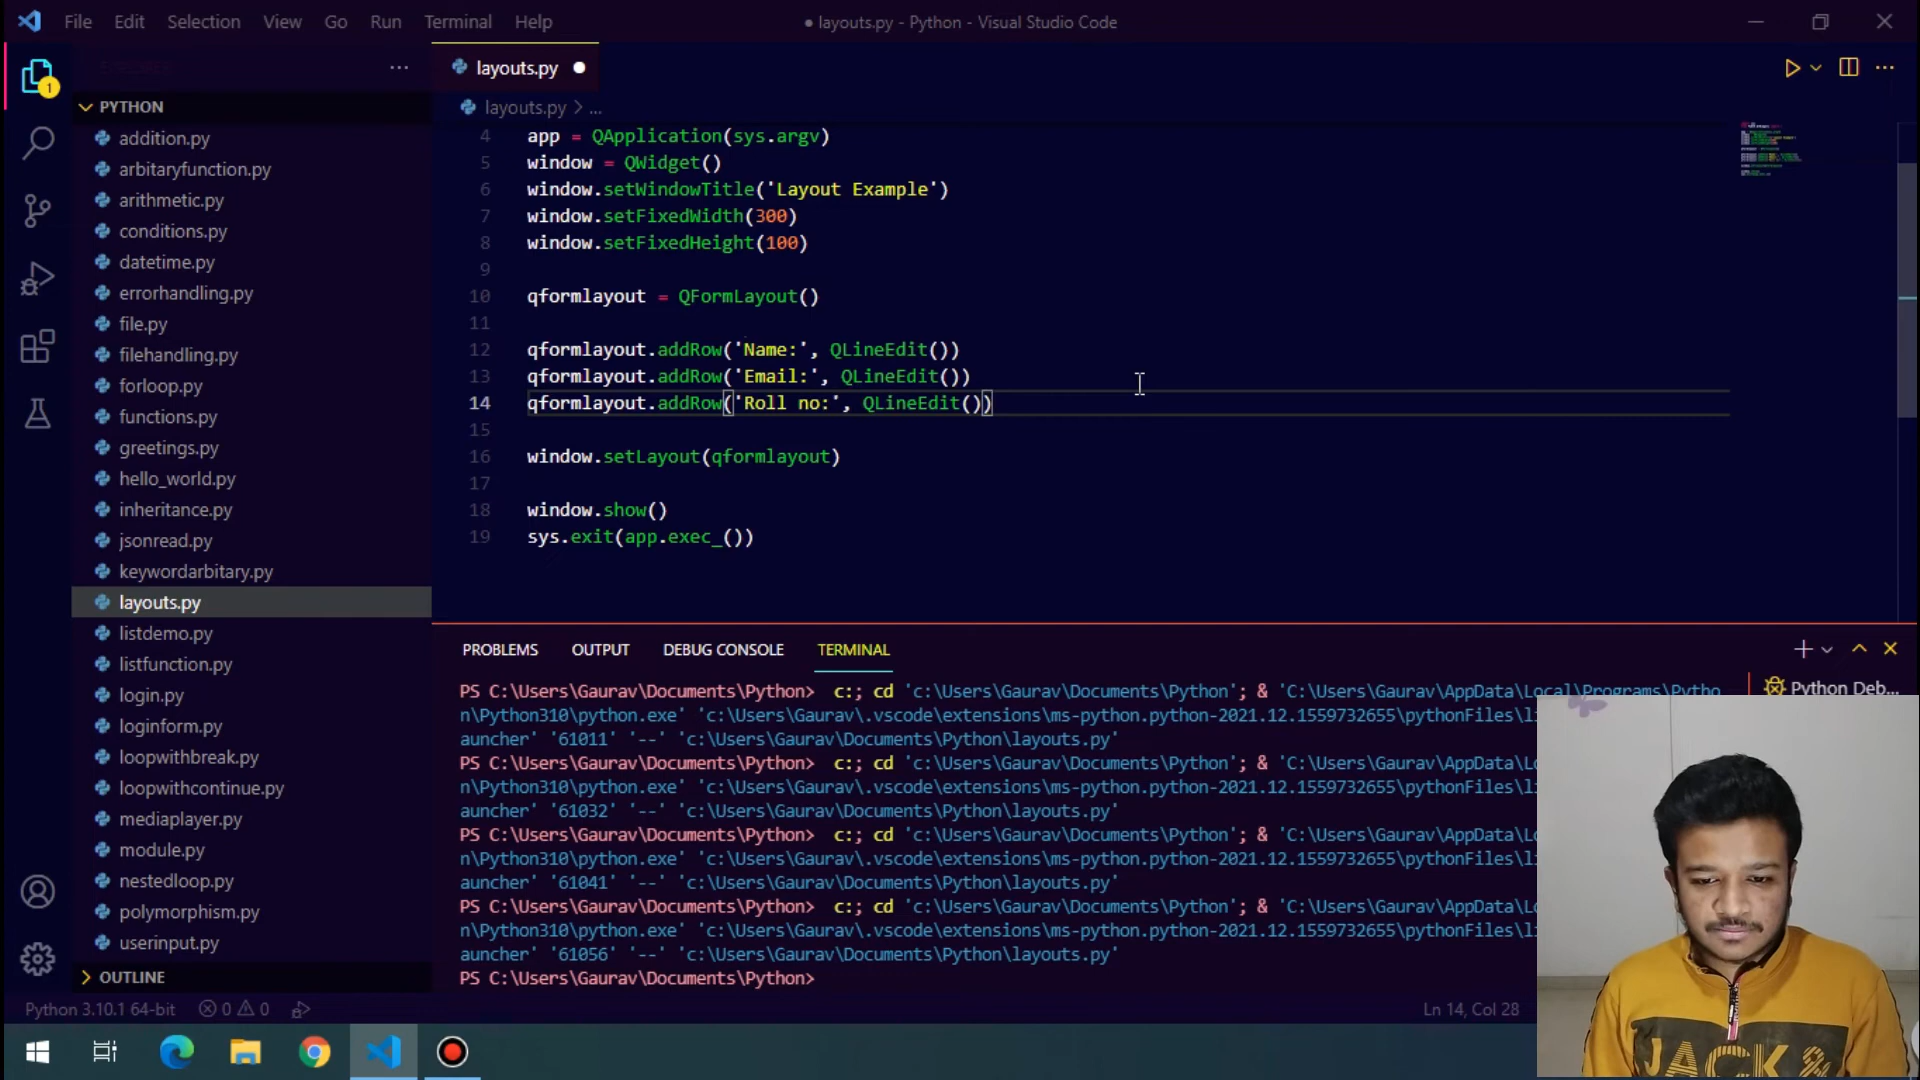 File Edit Selection View Go Run Terminal Help
● layouts.py - Python - Visual Studio Code
1
EXPLORER
···
layouts.py
PYTHON
layouts.py > ...
addition.py
arbitaryfunction.py
arithmetic.py
conditions.py
datetime.py
errorhandling.py
file.py
filehandling.py
forloop.py
functions.py
greetings.py
hello_world.py
inheritance.py
jsonread.py
keywordarbitary.py
layouts.py
listdemo.py
listfunction.py
login.py
loginform.py
loopwithbreak.py
loopwithcontinue.py
mediaplayer.py
module.py
nestedloop.py
polymorphism.py
userinput.py
OUTLINE
4 app = QApplication(sys.argv)
5 window = QWidget()
6 window.setWindowTitle('Layout Example')
7 window.setFixedWidth(300)
8 window.setFixedHeight(100)
9
10 qformlayout = QFormLayout()
11
12 qformlayout.addRow('Name:', QLineEdit())
13 qformlayout.addRow('Email:', QLineEdit())
14 qformlayout.addRow('Roll no:', QLineEdit())
15
16 window.setLayout(qformlayout)
17
18 window.show()
19 sys.exit(app.exec_())
PROBLEMS OUTPUT DEBUG CONSOLE TERMINAL
Python Deb...
PS C:\Users\Gaurav\Documents\Python> c:; cd 'c:\Users\Gaurav\Documents\Python'; & 'C:\Users\Gaurav\AppData\Local\Programs\Pytho
n\Python310\python.exe' 'c:\Users\Gaurav\.vscode\extensions\ms-python.python-2021.12.1559732655\pythonFiles\l
auncher' '61011' '--' 'c:\Users\Gaurav\Documents\Python\layouts.py'
PS C:\Users\Gaurav\Documents\Python> c:; cd 'c:\Users\Gaurav\Documents\Python'; & 'C:\Users\Gaurav\AppData\Lo
n\Python310\python.exe' 'c:\Users\Gaurav\.vscode\extensions\ms-python.python-2021.12.1559732655\pythonFiles\l
auncher' '61032' '--' 'c:\Users\Gaurav\Documents\Python\layouts.py'
PS C:\Users\Gaurav\Documents\Python> c:; cd 'c:\Users\Gaurav\Documents\Python'; & 'C:\Users\Gaurav\AppData\Lo
n\Python310\python.exe' 'c:\Users\Gaurav\.vscode\extensions\ms-python.python-2021.12.1559732655\pythonFiles\l
auncher' '61041' '--' 'c:\Users\Gaurav\Documents\Python\layouts.py'
PS C:\Users\Gaurav\Documents\Python> c:; cd 'c:\Users\Gaurav\Documents\Python'; & 'C:\Users\Gaurav\AppData\Lo
n\Python310\python.exe' 'c:\Users\Gaurav\.vscode\extensions\ms-python.python-2021.12.1559732655\pythonFiles\l
auncher' '61056' '--' 'c:\Users\Gaurav\Documents\Python\layouts.py'
PS C:\Users\Gaurav\Documents\Python>
Python 3.10.1 64-bit 0 0
Ln 14, Col 28
JACK &